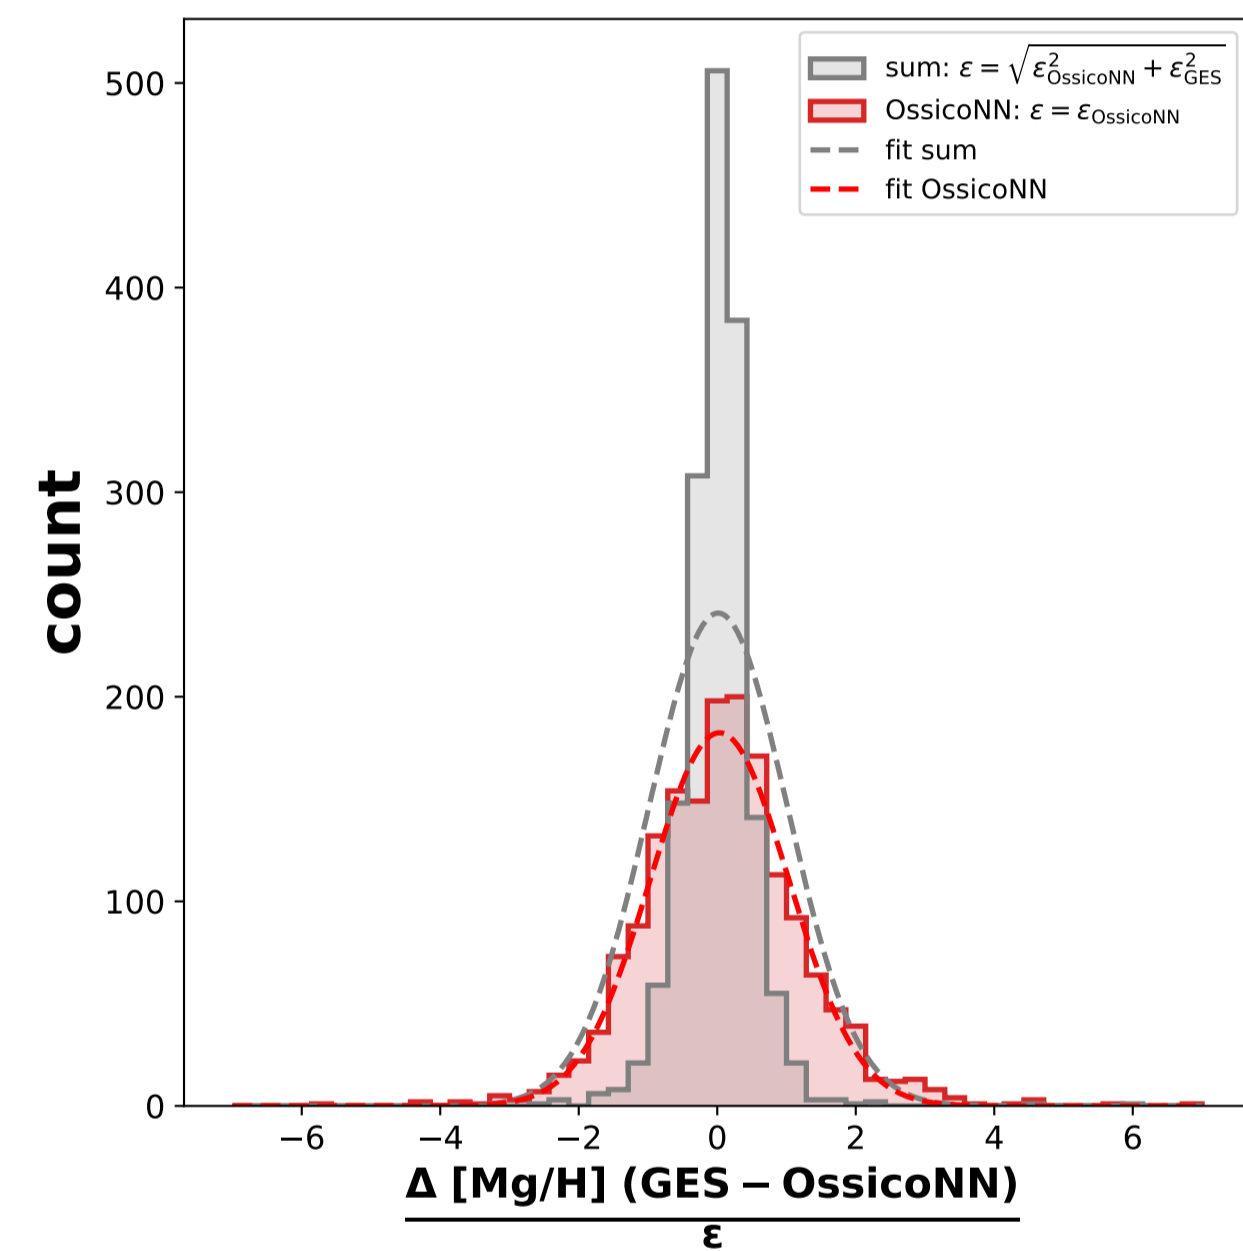 500
400
300
200
100
0
count
sum: ε = √(ε²OssicoNN + ε²GES)
OssicoNN: ε = εOssicoNN
fit sum
fit OssicoNN
−6 −4 −2 0 2 4 6
Δ [Mg/H] (GES − OssicoNN)
ε